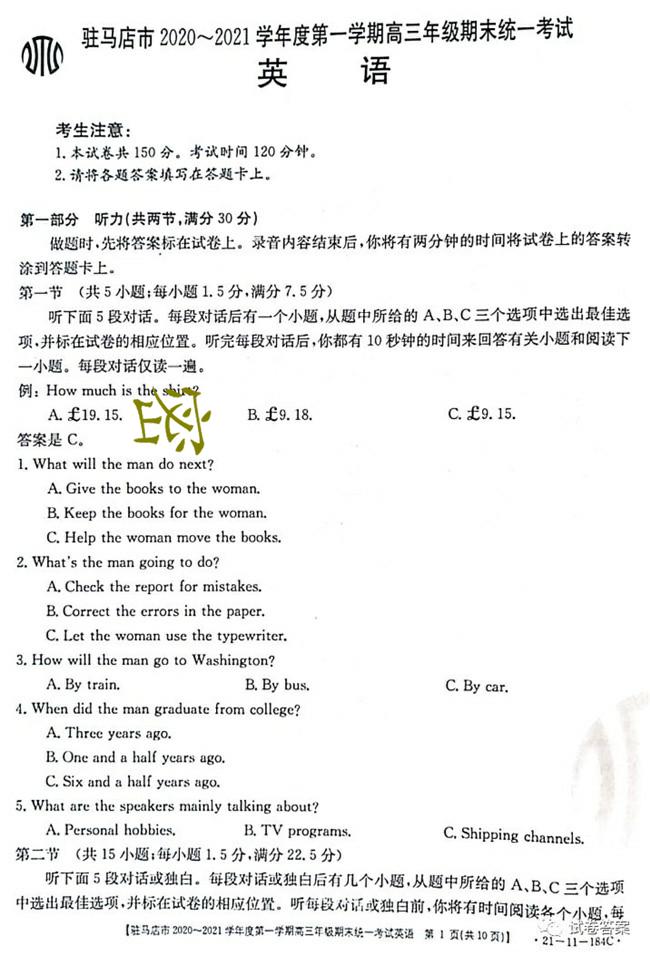 驻马店市 2020～2021 学年度第一学期高三年级期末统一考试
英 语
考生注意:
1. 本试卷共 150 分。考试时间 120 分钟。
2. 请将各题答案填写在答题卡上。
第一部分 听力(共两节,满分 30 分)
做题时,先将答案标在试卷上。录音内容结束后,你将有两分钟的时间将试卷上的答案转
涂到答题卡上。
第一节 (共 5 小题;每小题 1. 5 分,满分 7. 5 分)
听下面 5 段对话。每段对话后有一个小题,从题中所给的 A、B、C 三个选项中选出最佳选
项,并标在试卷的相应位置。听完每段对话后,你都有 10 秒钟的时间来回答有关小题和阅读下
一小题。每段对话仅读一遍。
例: How much is the shirt?
A. £19. 15. B. £9. 18. C. £9. 15.
密
答案是 C。
1. What will the man do next?
A. Give the books to the woman.
B. Keep the books for the woman.
C. Help the woman move the books.
2. What's the man going to do?
A. Check the report for mistakes.
B. Correct the errors in the paper.
C. Let the woman use the typewriter.
3. How will the man go to Washington?
A. By train. B. By bus. C. By car.
4. When did the man graduate from college?
A. Three years ago.
B. One and a half years ago.
C. Six and a half years ago.
5. What are the speakers mainly talking about?
A. Personal hobbies. B. TV programs. C. Shipping channels.
第二节 (共 15 小题;每小题 1. 5 分,满分 22. 5 分)
听下面 5 段对话或独白。每段对话或独白后有几个小题,从题中所给的 A、B、C 三个选项
中选出最佳选项,并标在试卷的相应位置。听每段对话或独白前,你将有时间阅读各个小题,每
【驻马店市 2020～2021 学年度第一学期高三年级期末统一考试英语 第 1 页(共 10 页)】 ·21－11－184C·
试卷答案